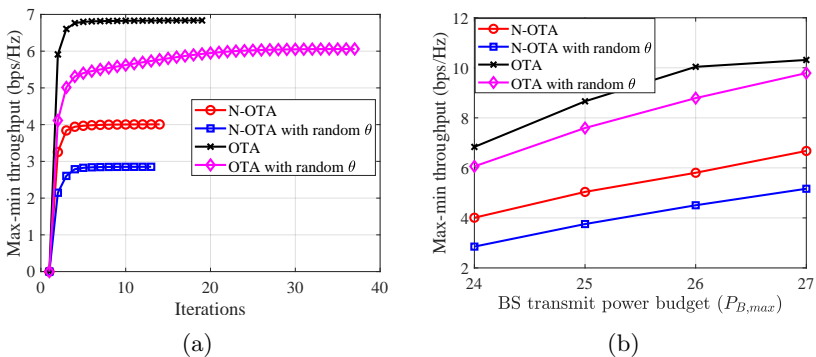 7
6
5
4
3
2
1
0
Max-min throughput (bps/Hz)
N-OTA
N-OTA with random θ
OTA
OTA with random θ
0 10 20 30 40
Iterations
(a)
12
10
8
6
4
2
Max-min throughput (bps/Hz)
N-OTA
N-OTA with random θ
OTA
OTA with random θ
24 25 26 27
BS transmit power budget (P_{B,max})
(b)